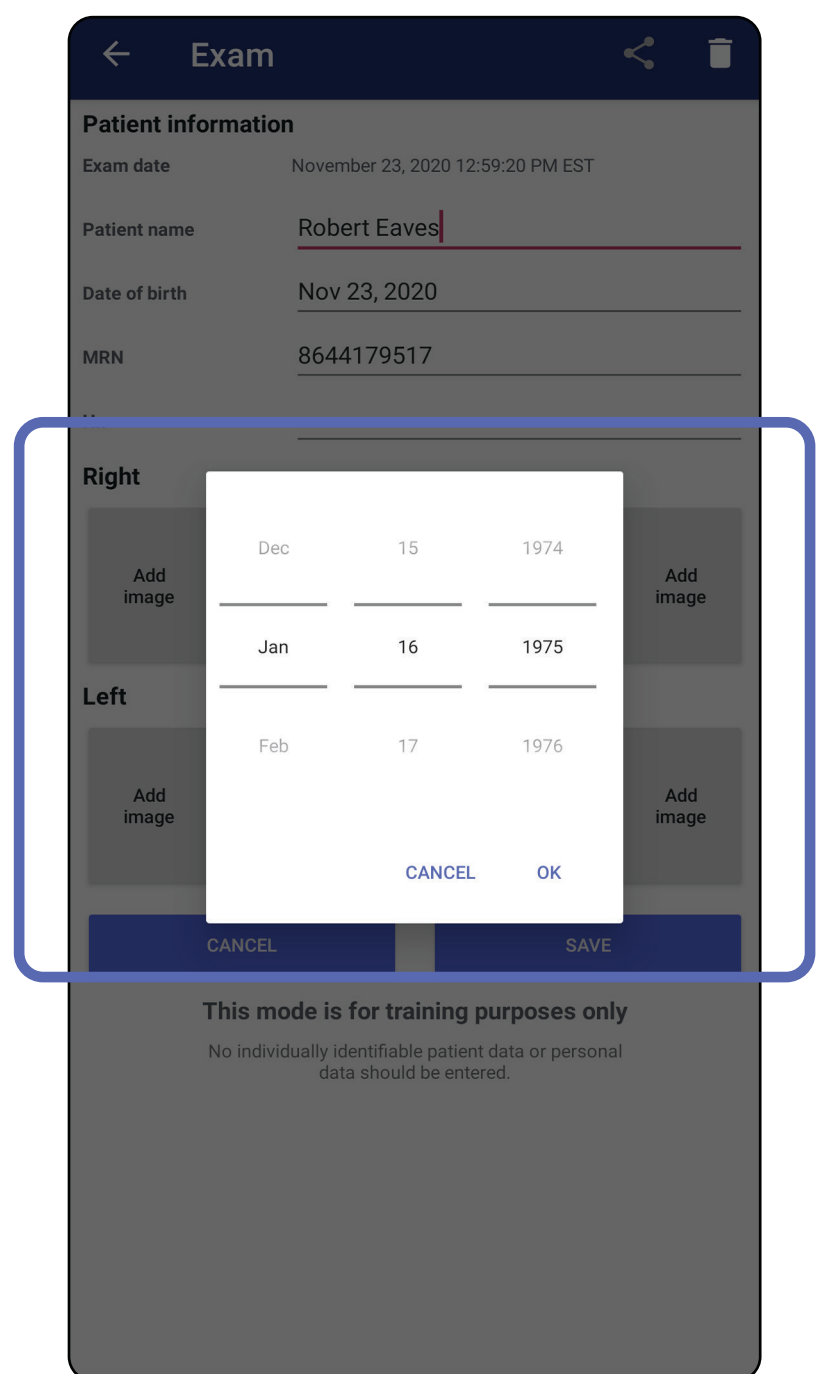 Exam
Patient information
Exam date November 23, 2020 12:59:20 PM EST
Patient name Robert Eaves
Date of birth Nov 23, 2020
MRN 8644179517
Right
Add
image
Add
image
Dec 15 1974
Jan 16 1975
Feb 17 1976
CANCEL OK
Left
Add
image
Add
image
CANCEL SAVE
This mode is for training purposes only
No individually identifiable patient data or personal
data should be entered.